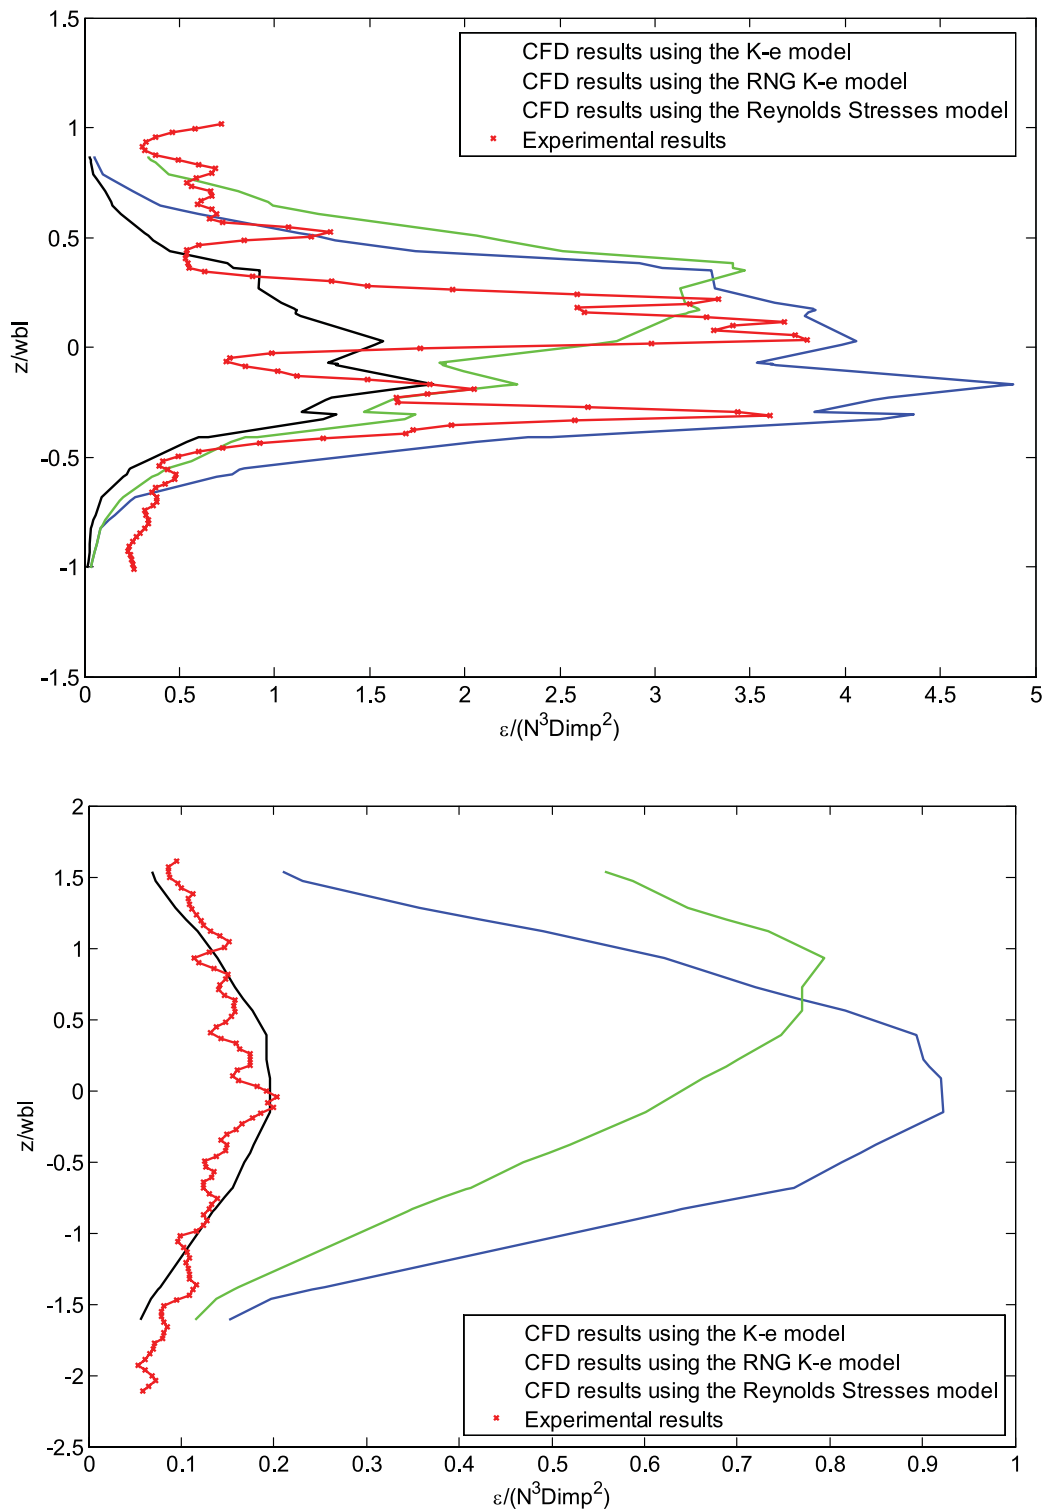 1.5
CFD results using the K-e model
CFD results using the RNG K-e model
CFD results using the Reynolds Stresses model
Experimental results
1
0.5
0
-0.5
-1
-1.5
z/wbl
0 0.5 1 1.5 2 2.5 3 3.5 4 4.5 5
ε/(N³Dimp²)
2
1.5
1
0.5
0
-0.5
-1
-1.5
-2
-2.5
z/wbl
CFD results using the K-e model
CFD results using the RNG K-e model
CFD results using the Reynolds Stresses model
Experimental results
0 0.1 0.2 0.3 0.4 0.5 0.6 0.7 0.8 0.9 1
ε/(N³Dimp²)